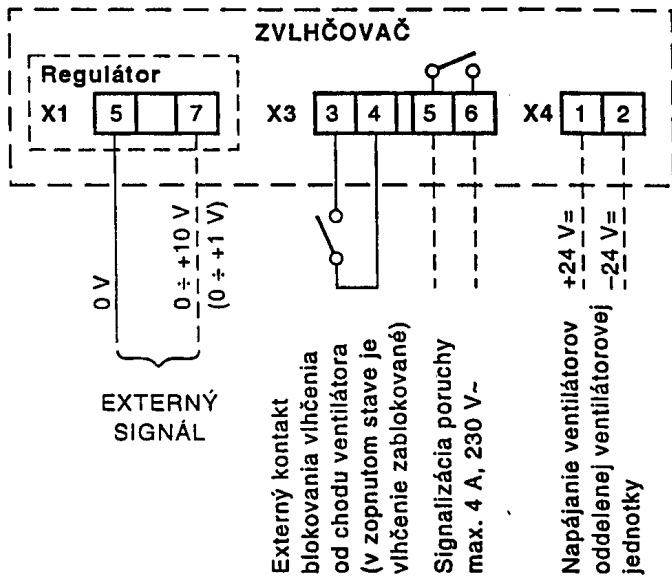 ZVLHČOVAČ
Regulátor
X1 5 7
X3 3 4 5 6
X4 1 2
0 V
0 ÷ +10 V
(0 ÷ +1 V)
EXTERNÝ
SIGNÁL
Externý kontakt
blokovania vlhčenia
od chodu ventilátora
(v zopnutom stave je
vlhčenie zablokované)
Signalizácia poruchy
max. 4 A, 230 V~
+24 V=
−24 V=
Napájanie ventilátorov
oddelenej ventilátorovej
jednotky